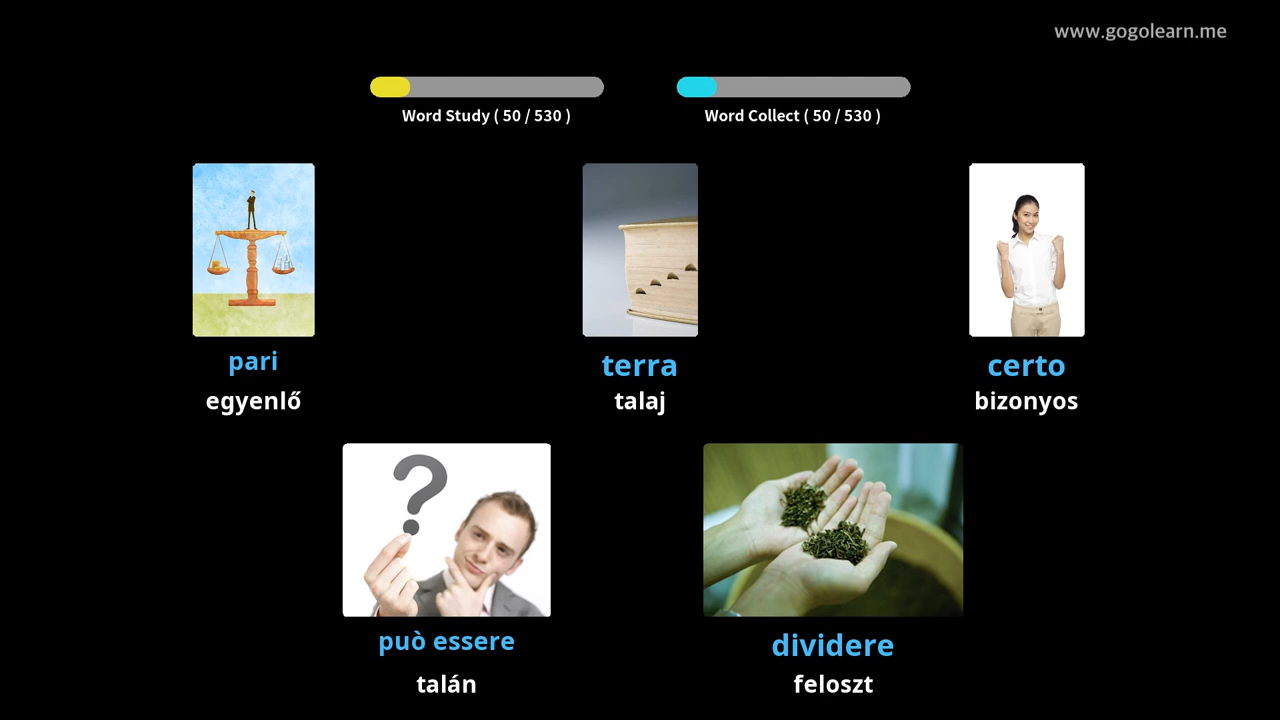 www.gogolearn.me
Word Study ( 50 / 530 )
Word Collect ( 50 / 530 )
pari
egyenlő
terra
talaj
certo
bizonyos
può essere
talán
dividere
feloszt